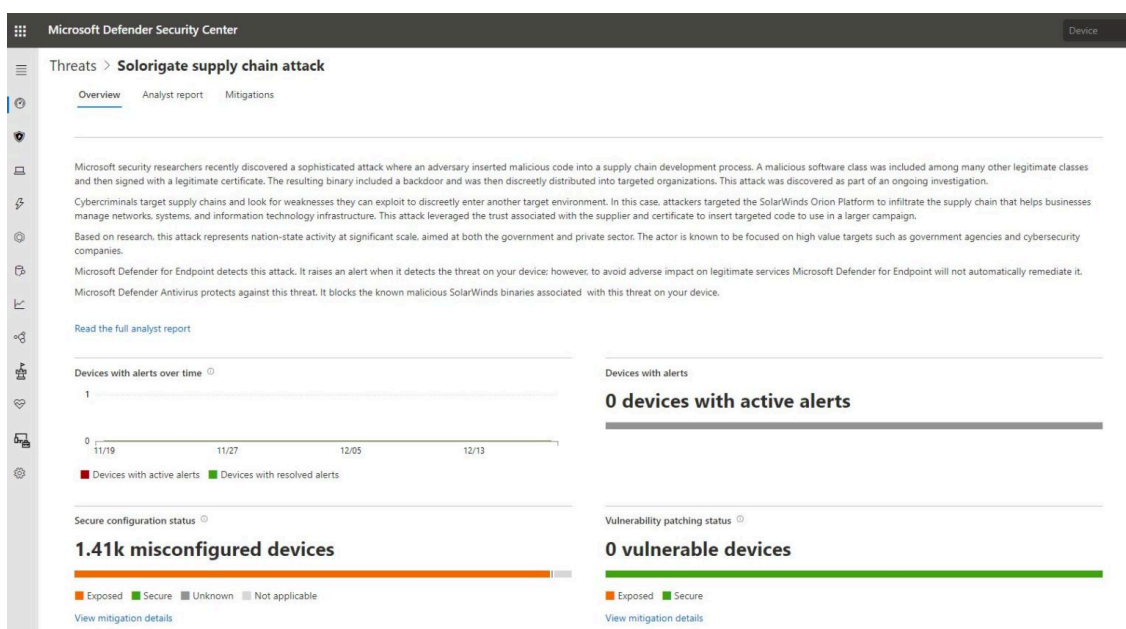 Microsoft Defender Security Center
Device
Threats > Solorigate supply chain attack
Overview Analyst report Mitigations
Microsoft security researchers recently discovered a sophisticated attack where an adversary inserted malicious code into a supply chain development process. A malicious software class was included among many other legitimate classes
and then signed with a legitimate certificate. The resulting binary included a backdoor and was then discreetly distributed into targeted organizations. This attack was discovered as part of an ongoing investigation.
Cybercriminals target supply chains and look for weaknesses they can exploit to discreetly enter another target environment. In this case, attackers targeted the SolarWinds Orion Platform to infiltrate the supply chain that helps businesses
manage networks, systems, and information technology infrastructure. This attack leveraged the trust associated with the supplier and certificate to insert targeted code to use in a larger campaign.
Based on research, this attack represents nation-state activity at significant scale, aimed at both the government and private sector. The actor is known to be focused on high value targets such as government agencies and cybersecurity
companies.
Microsoft Defender for Endpoint detects this attack. It raises an alert when it detects the threat on your device; however, to avoid adverse impact on legitimate services Microsoft Defender for Endpoint will not automatically remediate it.
Microsoft Defender Antivirus protects against this threat. It blocks the known malicious SolarWinds binaries associated with this threat on your device.
Read the full analyst report
Devices with alerts over time
1
0
11/19 11/27 12/05 12/13
Devices with active alerts Devices with resolved alerts
Devices with alerts
0 devices with active alerts
Secure configuration status
1.41k misconfigured devices
Exposed Secure Unknown Not applicable
View mitigation details
Vulnerability patching status
0 vulnerable devices
Exposed Secure
View mitigation details